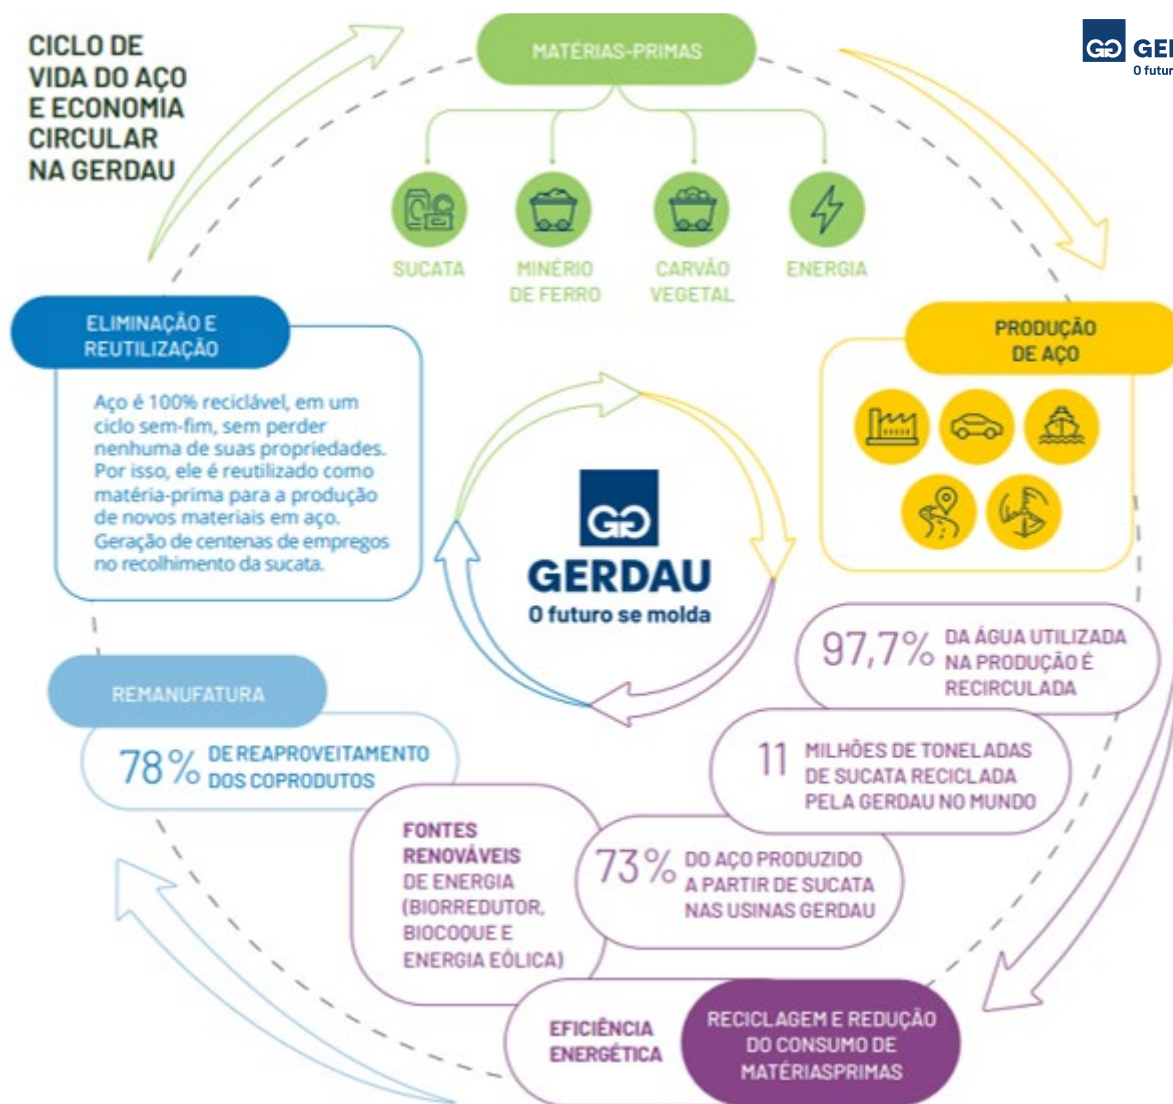 CICLO DE
VIDA DO AÇO
E ECONOMIA
CIRCULAR
NA GERDAU
MATÉRIAS-PRIMAS
SUCATA
MINÉRIO
DE FERRO
CARVÃO
VEGETAL
ENERGIA
PRODUÇÃO
DE AÇO
97,7% DA ÁGUA UTILIZADA
NA PRODUÇÃO É
RECIRCULADA
11 MILHÕES DE TONELADAS
DE SUCATA RECICLADA
PELA GERDAU NO MUNDO
73% DO AÇO PRODUZIDO
A PARTIR DE SUCATA
NAS USINAS GERDAU
FONTES
RENOVÁVEIS
DE ENERGIA
(BIORREDUTOR,
BIOCOQUE E
ENERGIA EÓLICA)
EFICIÊNCIA
ENERGÉTICA
RECICLAGEM E REDUÇÃO
DO CONSUMO DE
MATÉRIASPRIMAS
REMANUFATURA
78% DE REAPROVEITAMENTO
DOS COPRODUTOS
ELIMINAÇÃO E
REUTILIZAÇÃO
Aço é 100% reciclável, em um
ciclo sem-fim, sem perder
nenhuma de suas propriedades.
Por isso, ele é reutilizado como
matéria-prima para a produção
de novos materiais em aço.
Geração de centenas de empregos
no recolhimento da sucata.
GERDAU
O futuro se molda
GE
O futur